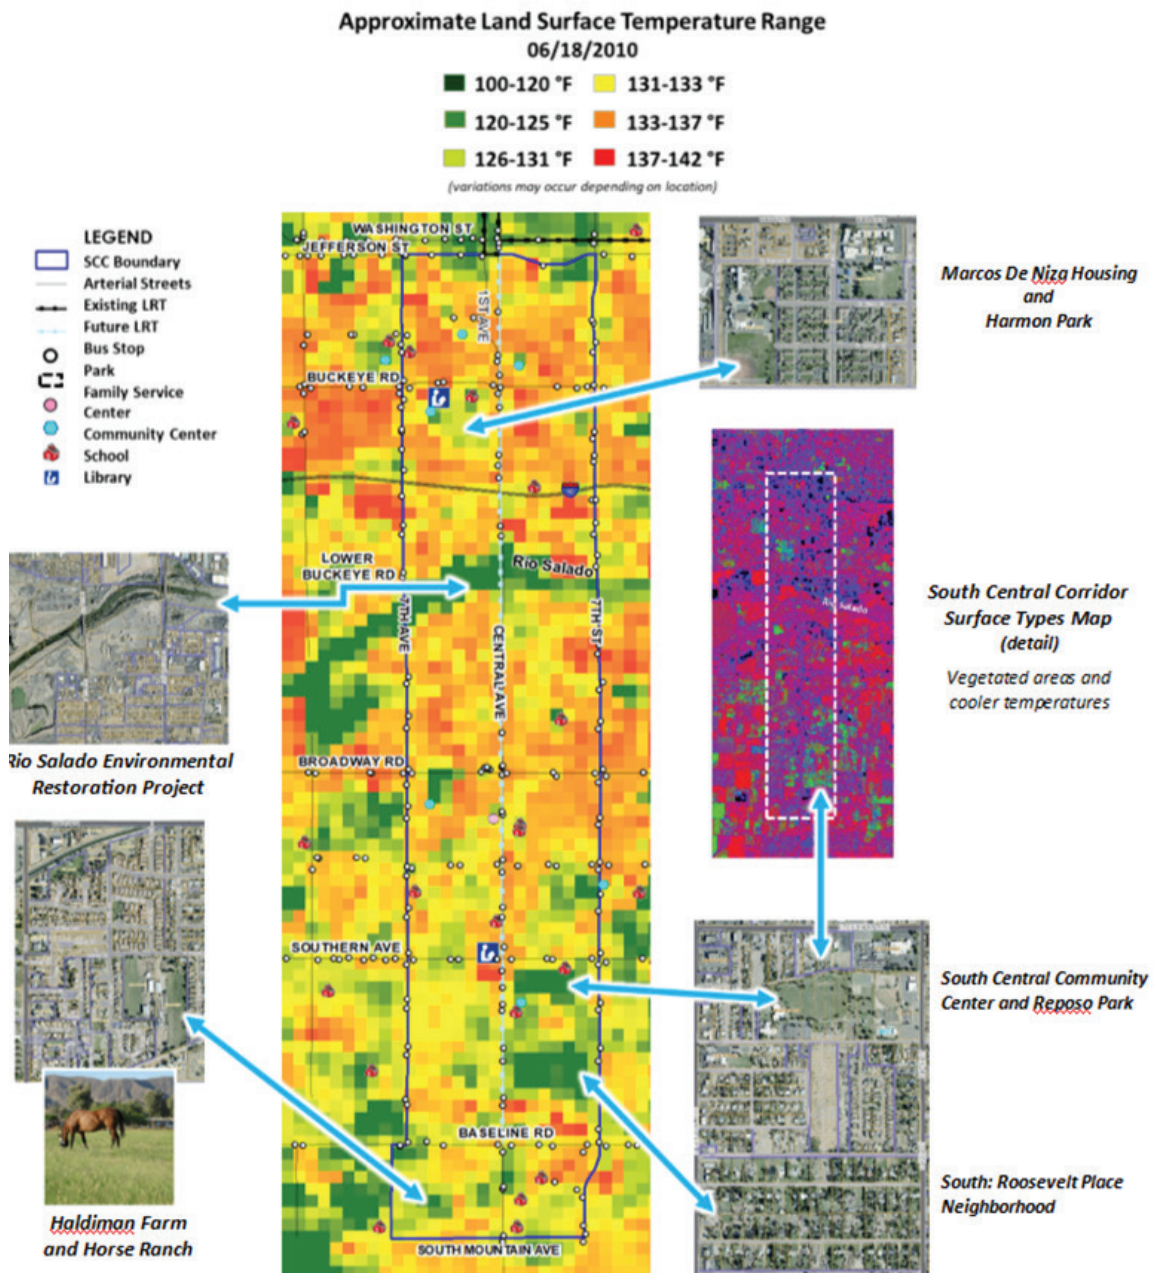 Approximate Land Surface Temperature Range
06/18/2010
100-120 °F
131-133 °F
120-125 °F
133-137 °F
126-131 °F
137-142 °F
(variations may occur depending on location)
LEGEND
SCC Boundary
Arterial Streets
Existing LRT
Future LRT
Bus Stop
Park
Family Service
Center
Community Center
School
Library
WASHINGTON ST
JEFFERSON ST
1ST AVE
BUCKEYE RD
LOWER
BUCKEYE RD
Rio Salado
7TH AVE
CENTRAL AVE
7TH ST
BROADWAY RD
SOUTHERN AVE
BASELINE RD
SOUTH MOUNTAIN AVE
Marcos De Niza Housing
and
Harmon Park
Rio Salado
South Central Corridor
Surface Types Map
(detail)
Vegetated areas and
cooler temperatures
Rio Salado Environmental
Restoration Project
South Central Community
Center and Reposo Park
South: Roosevelt Place
Neighborhood
Haldiman Farm
and Horse Ranch